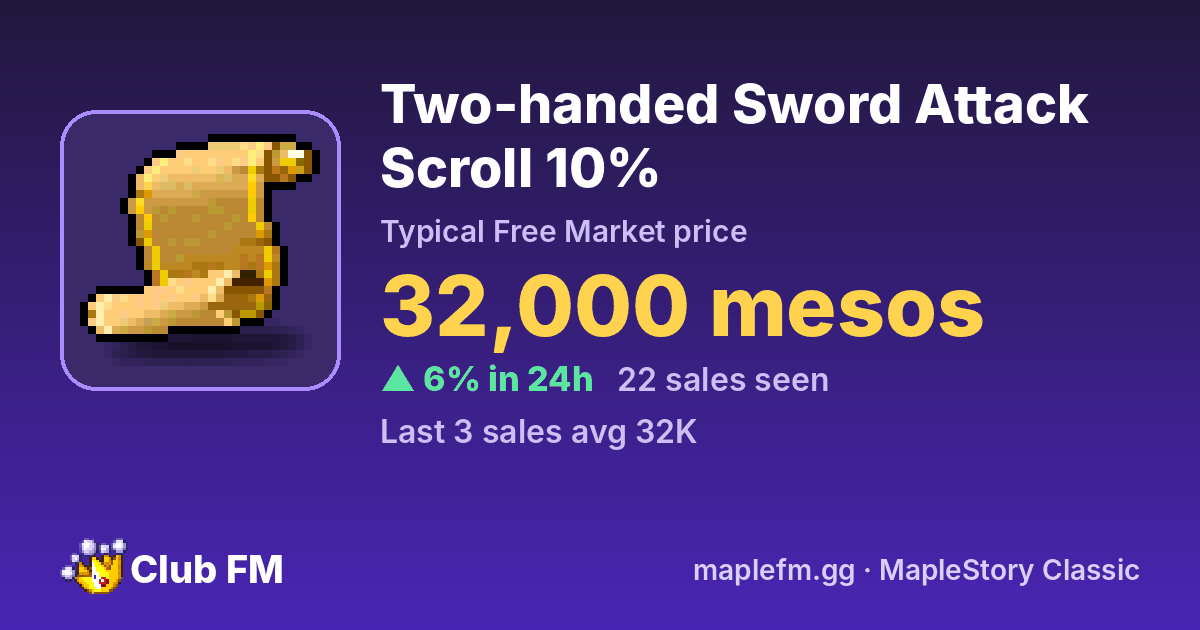 Two-handed Sword Attack
Scroll 10%
Typical Free Market price
32,000 mesos
▲ 6% in 24h 22 sales seen
Last 3 sales avg 32K
Club FM
maplefm.gg · MapleStory Classic